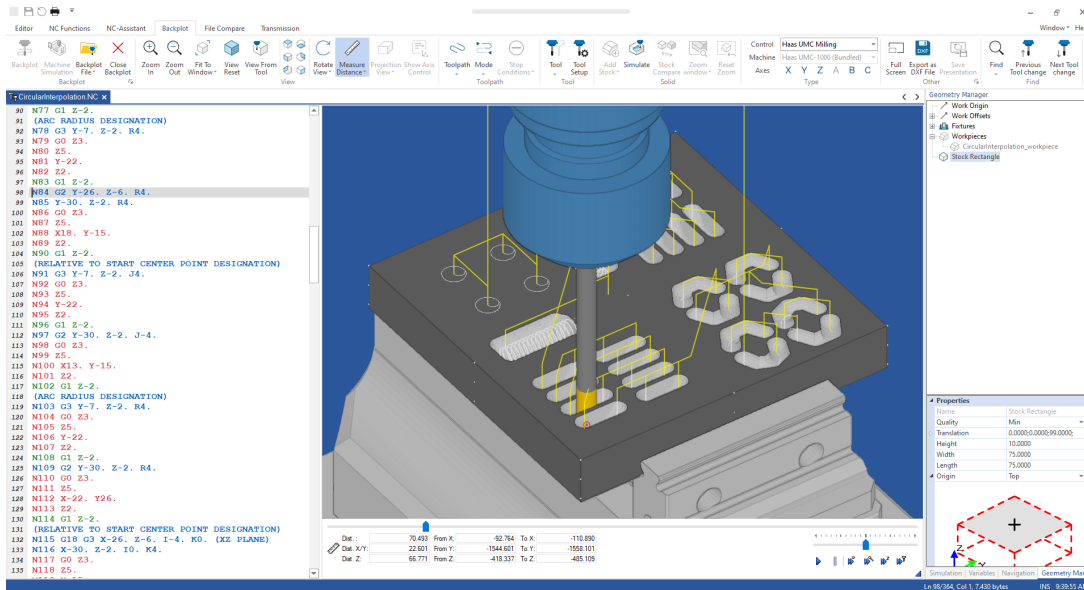 Editor NC Functions NC-Assistant Backplot File Compare Transmission Window
Backplot Machine Simulation Backplot File Close Backplot Zoom In Zoom Out Fit To Window View Reset View From Tool Rotate View Measure Distance Projection View Show Axis Control Toolpath Mode Stop Conditions Tool Tool Setup Add Stock Simulate Stock Compare Zoom window Reset Zoom
Control Haas UMC Milling
Machine Haas UMC-1000 (Bundled)
Axes X Y Z A B C
Full Screen Export as DXF File Save Presentation Find Previous Tool change Next Tool change
Backplot View Toolpath Tool Solid Type Other Find
CircularInterpolation.NC
90 N77 G1 Z-2.
91 (ARC RADIUS DESIGNATION)
92 N78 G3 Y-7. Z-2. R4.
93 N79 G0 Z3.
94 N80 Z5.
95 N81 Y-22.
96 N82 Z2.
97 N83 G1 Z-2.
98 N84 G2 Y-26. Z-6. R4.
99 N85 Y-30. Z-2. R4.
100 N86 G0 Z3.
101 N87 Z5.
102 N88 X18. Y-15.
103 N89 Z2.
104 N90 G1 Z-2.
105 (RELATIVE TO START CENTER POINT DESIGNATION)
106 N91 G3 Y-7. Z-2. J4.
107 N92 G0 Z3.
108 N93 Z5.
109 N94 Y-22.
110 N95 Z2.
111 N96 G1 Z-2.
112 N97 G2 Y-30. Z-2. J-4.
113 N98 G0 Z3.
114 N99 Z5.
115 N100 X13. Y-15.
116 N101 Z2.
117 N102 G1 Z-2.
118 (ARC RADIUS DESIGNATION)
119 N103 G3 Y-7. Z-2. R4.
120 N104 G0 Z3.
121 N105 Z5.
122 N106 Y-22.
123 N107 Z2.
124 N108 G1 Z-2.
125 N109 G2 Y-30. Z-2. R4.
126 N110 G0 Z3.
127 N111 Z5.
128 N112 X-22. Y26.
129 N113 Z2.
130 N114 G1 Z-2.
131 (RELATIVE TO START CENTER POINT DESIGNATION)
132 N115 G18 G3 X-26. Z-6. I-4. K0. (XZ PLANE)
133 N116 X-30. Z-2. I0. K4.
134 N117 G0 Z3.
135 N118 Z5.
Dist. : 70.493 From X: -92.764 To X: -110.890
Dist. X/Y: 22.601 From Y: -1544.601 To Y: -1558.101
Dist. Z: 66.771 From Z: -418.337 To Z: -485.109
Geometry Manager
Work Origin
Work Offsets
Fixtures
Workpieces
CircularInterpolation_workpiece
Stock Rectangle
Properties
Name Stock Rectangle
Quality Min
Translation 0.0000;0.0000;99.0000;
Height 10.0000
Width 75.0000
Length 75.0000
Origin Top
Z
Simulation Variables Navigation Geometry Mar
Ln 98/364, Col 1, 7.430 bytes INS 9:39:55